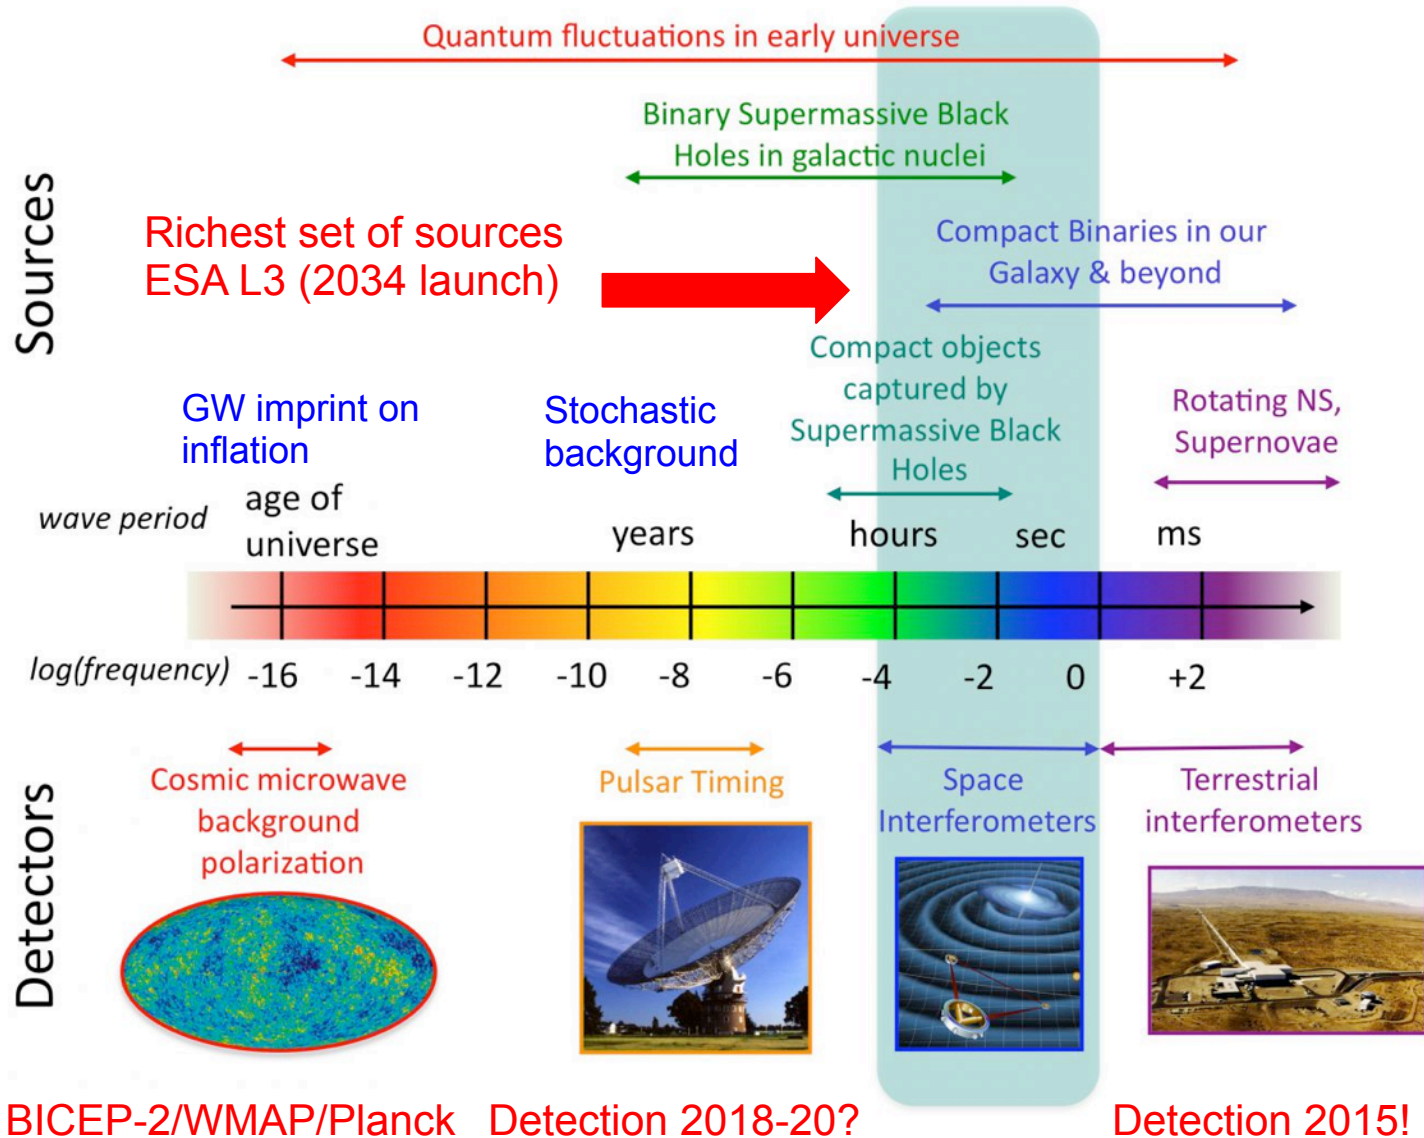 Quantum fluctuations in early universe
Binary Supermassive Black
Holes in galactic nuclei
Sources
Richest set of sources
ESA L3 (2034 launch)
Compact Binaries in our
Galaxy & beyond
Compact objects
captured by
Supermassive Black
Holes
GW imprint on
inflation
Stochastic
background
Rotating NS,
Supernovae
wave period
age of
universe
years
hours
sec
ms
log(frequency)
-16 -14 -12 -10 -8 -6 -4 -2 0 +2
Detectors
Cosmic microwave
background
polarization
Pulsar Timing
Space
Interferometers
Terrestrial
interferometers
BICEP-2/WMAP/Planck
Detection 2018-20?
Detection 2015!